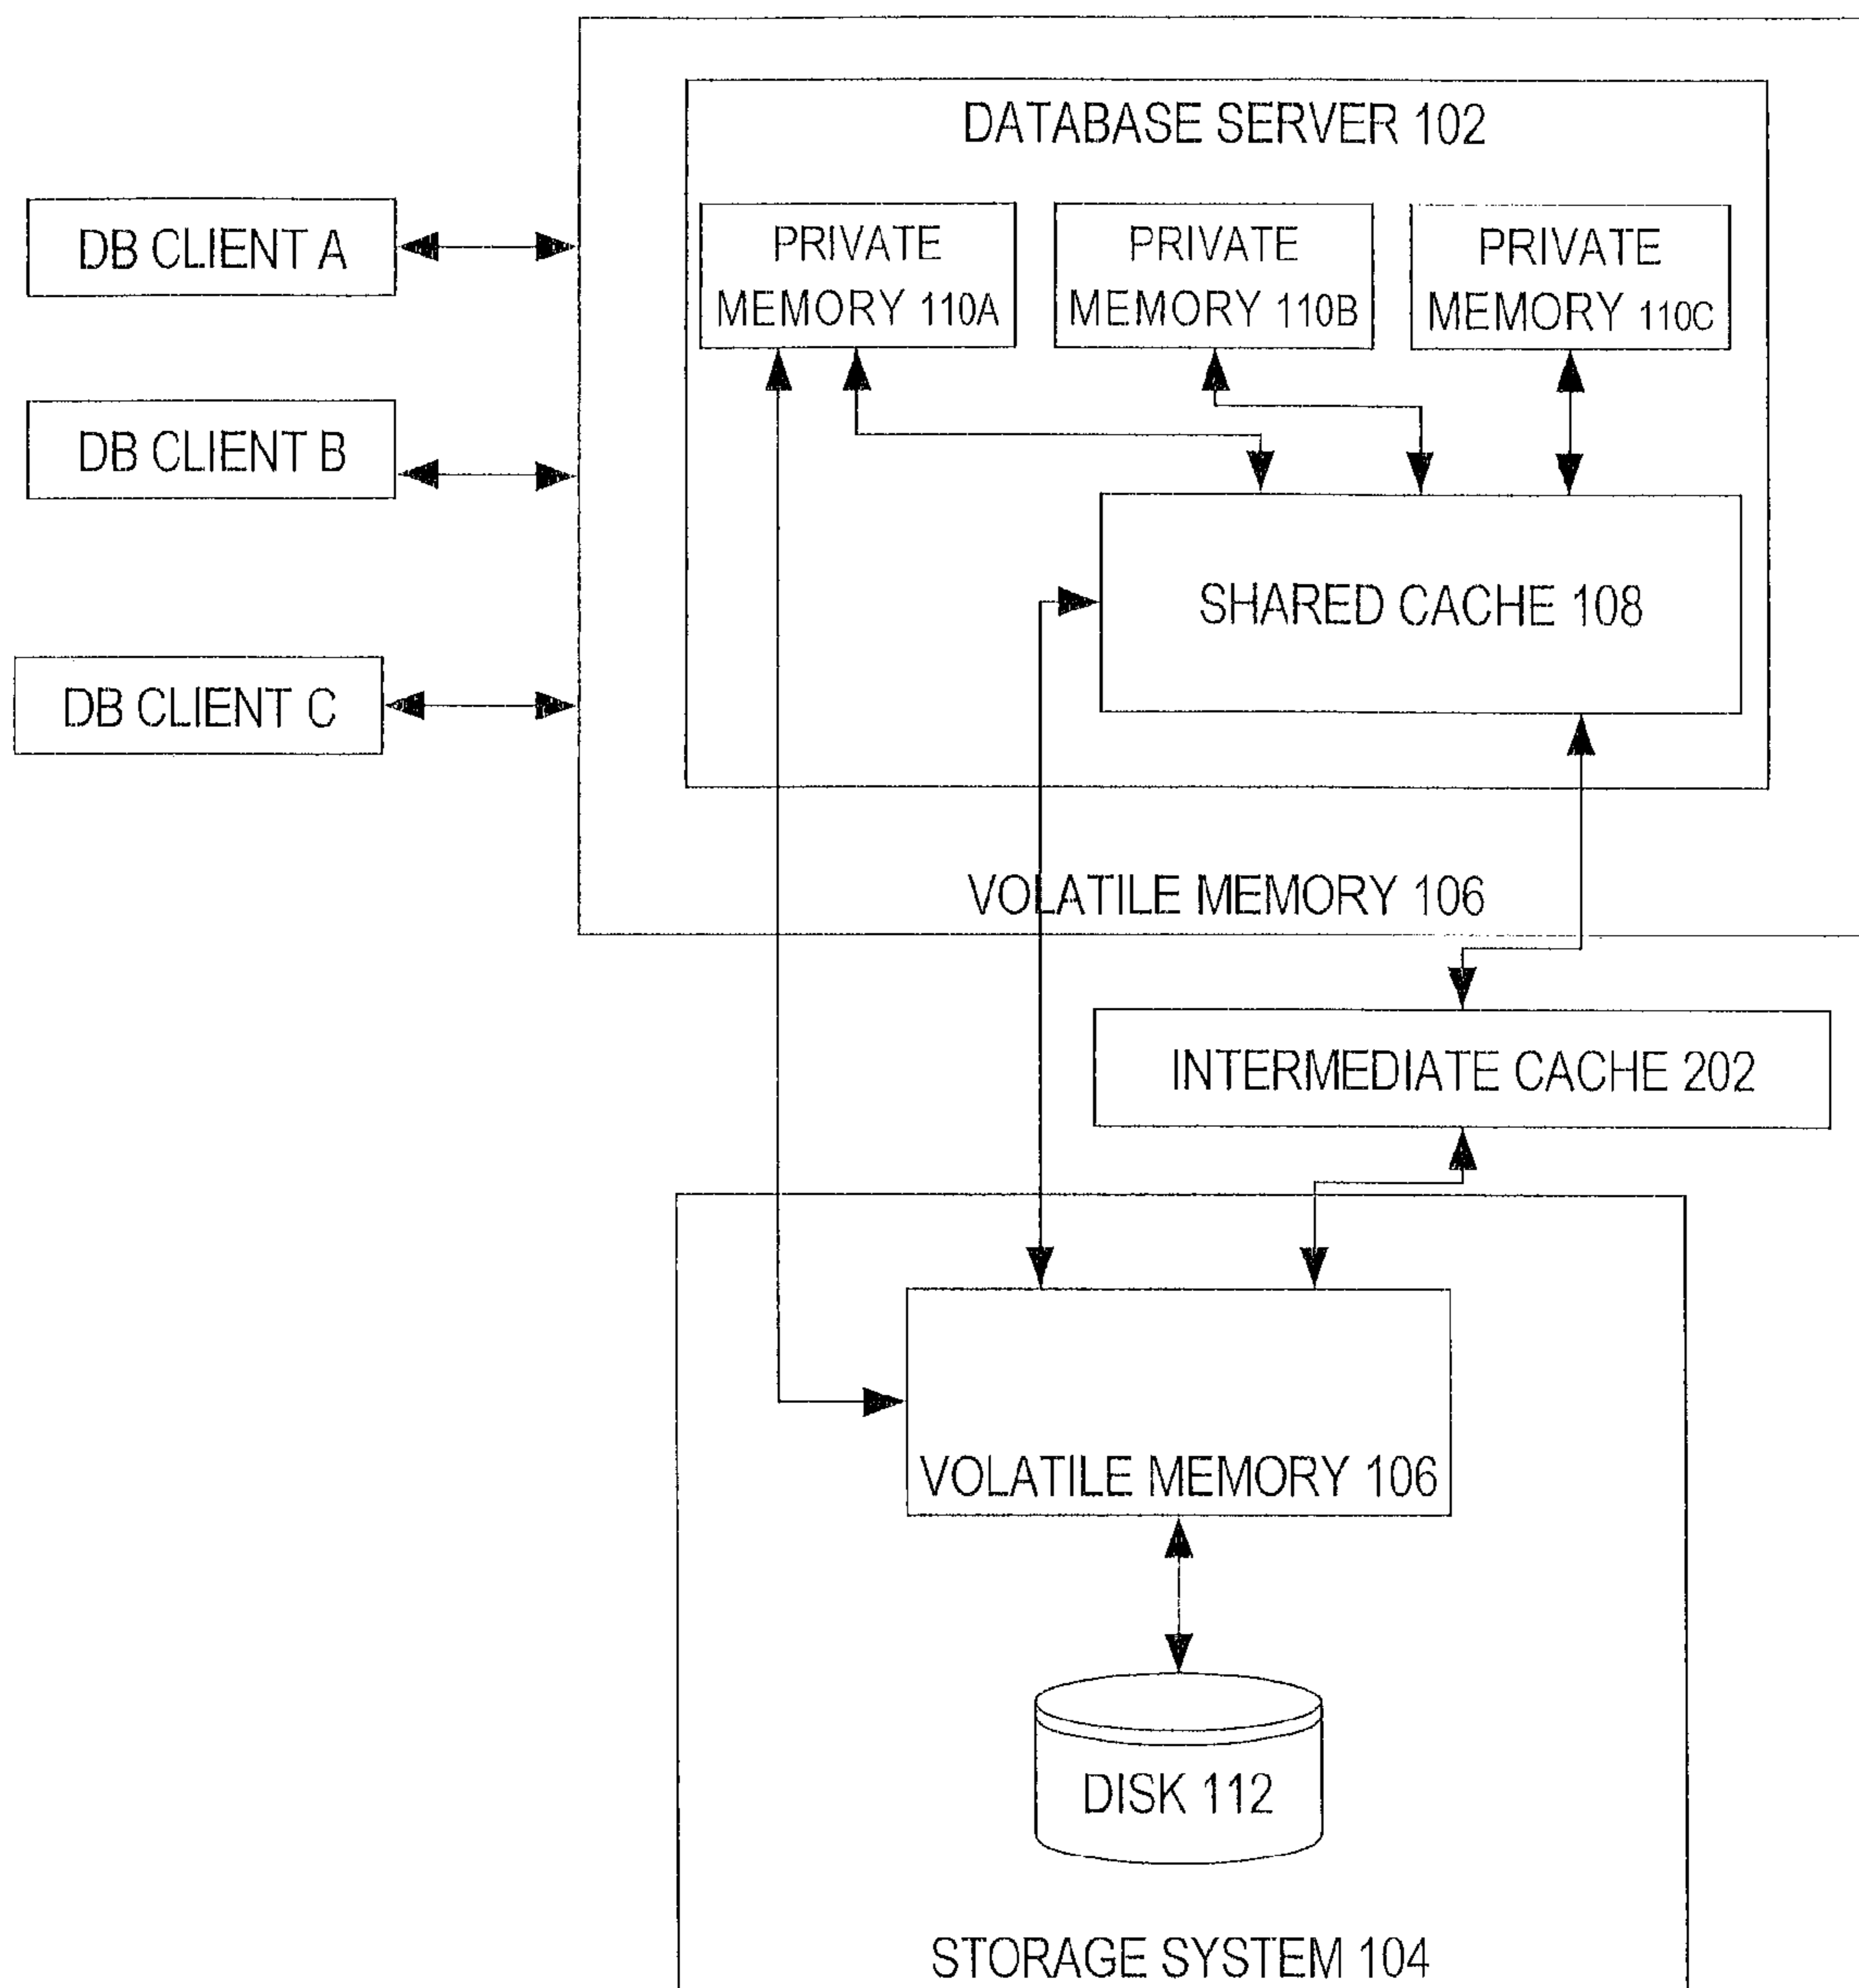 DATABASE SERVER 102
DB CLIENT A
PRIVATE
MEMORY 110A
PRIVATE
MEMORY 110B
PRIVATE
MEMORY 110C
DB CLIENT B
SHARED CACHE 108
DB CLIENT C
VOLATILE MEMORY 106
INTERMEDIATE CACHE 202
VOLATILE MEMORY 106
DISK 112
STORAGE SYSTEM 104